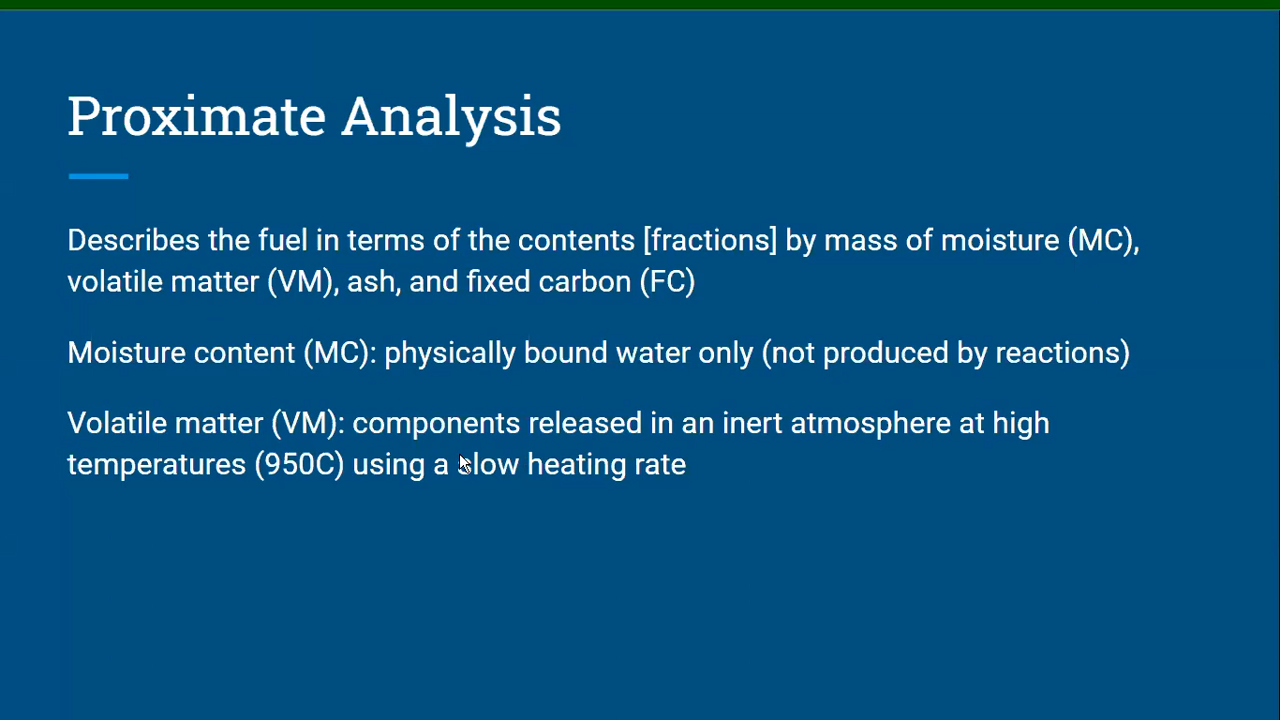 Proximate Analysis
Describes the fuel in terms of the contents [fractions] by mass of moisture (MC),
volatile matter (VM), ash, and fixed carbon (FC)
Moisture content (MC): physically bound water only (not produced by reactions)
Volatile matter (VM): components released in an inert atmosphere at high
temperatures (950C) using a slow heating rate